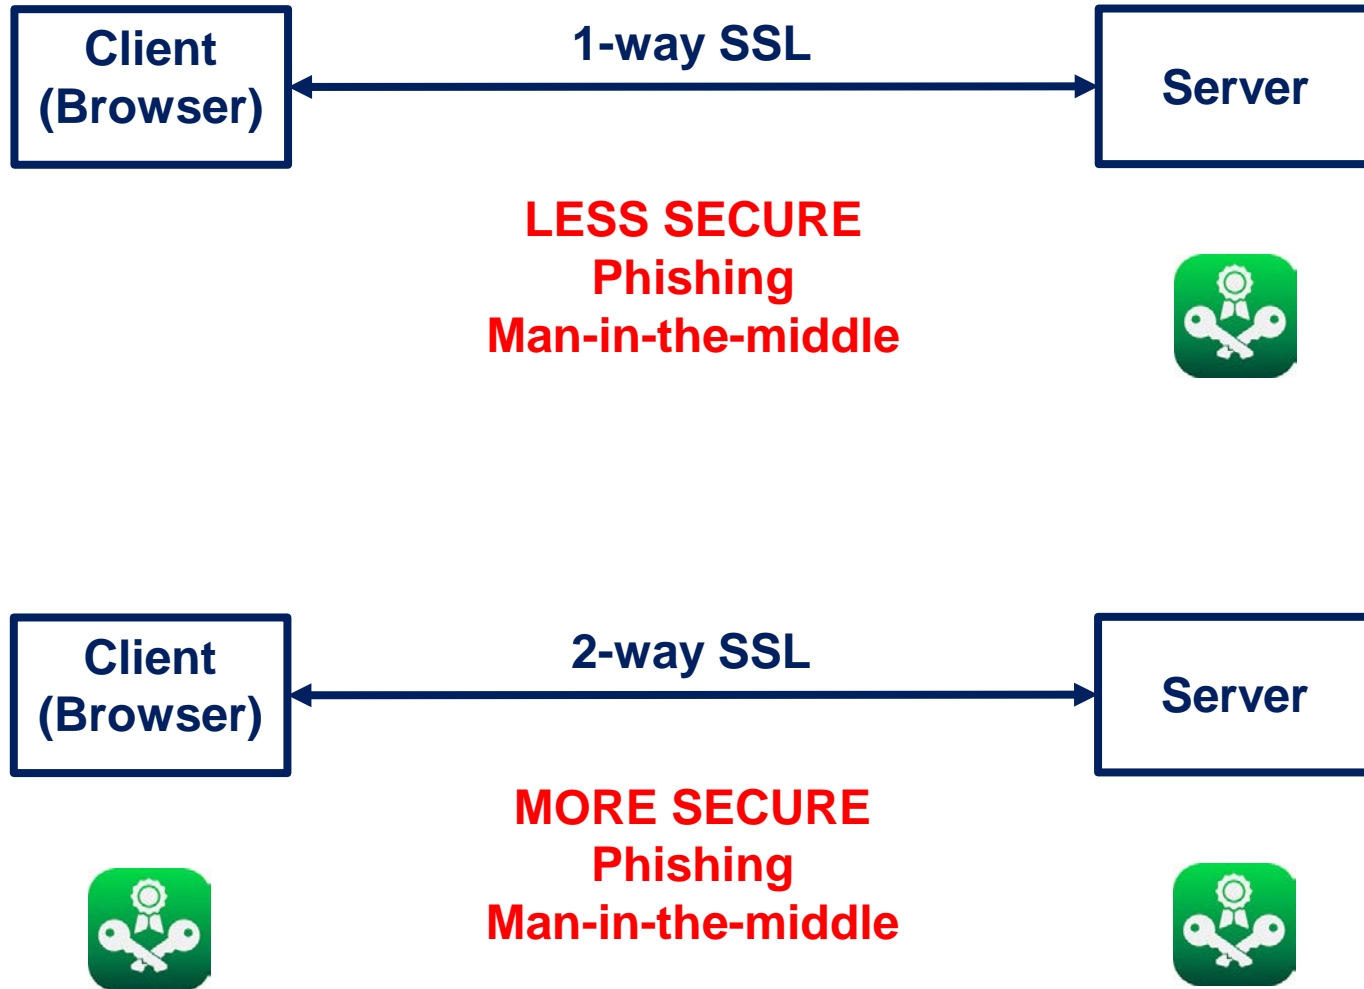 Client
(Browser)
1-way SSL
Server
LESS SECURE
Phishing
Man-in-the-middle
Client
(Browser)
2-way SSL
Server
MORE SECURE
Phishing
Man-in-the-middle